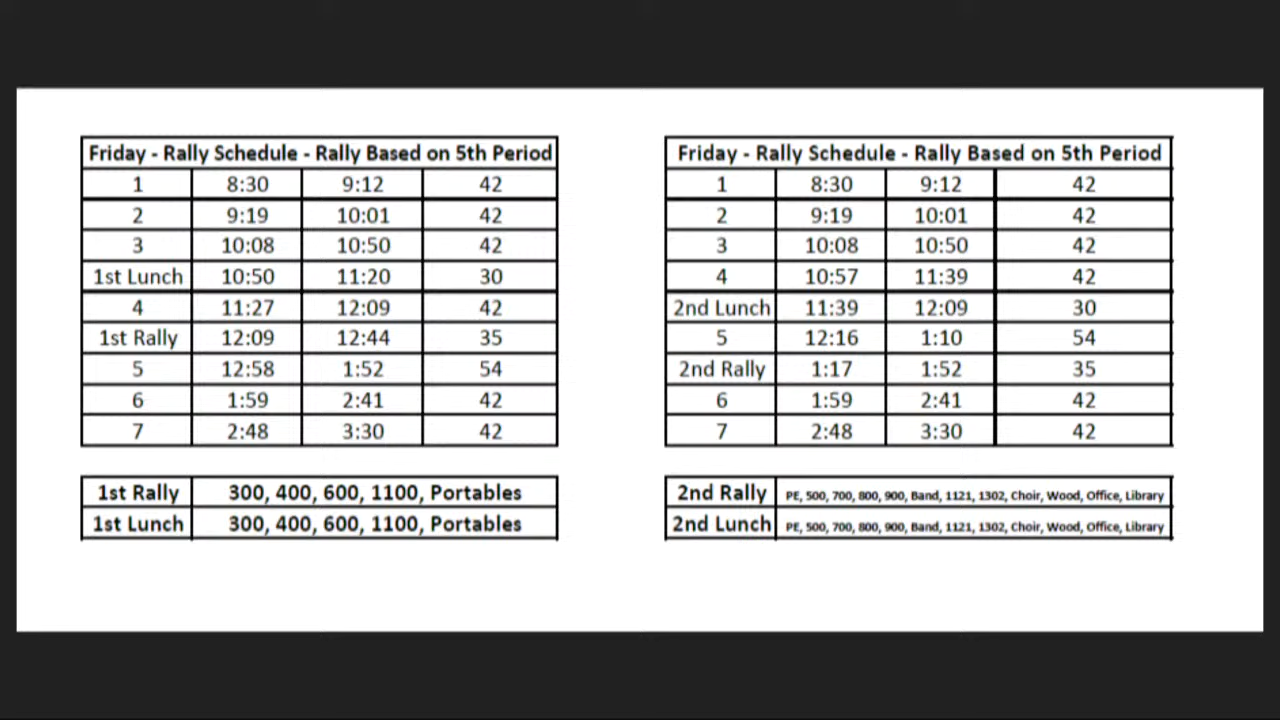 Friday - Rally Schedule - Rally Based on 5th Period
1 8:30 9:12 42
2 9:19 10:01 42
3 10:08 10:50 42
1st Lunch 10:50 11:20 30
4 11:27 12:09 42
1st Rally 12:09 12:44 35
5 12:58 1:52 54
6 1:59 2:41 42
7 2:48 3:30 42
1st Rally 300, 400, 600, 1100, Portables
1st Lunch 300, 400, 600, 1100, Portables
Friday - Rally Schedule - Rally Based on 5th Period
1 8:30 9:12 42
2 9:19 10:01 42
3 10:08 10:50 42
4 10:57 11:39 42
2nd Lunch 11:39 12:09 30
5 12:16 1:10 54
2nd Rally 1:17 1:52 35
6 1:59 2:41 42
7 2:48 3:30 42
2nd Rally PE, 500, 700, 800, 900, Band, 1121, 1302, Choir, Wood, Office, Library
2nd Lunch PE, 500, 700, 800, 900, Band, 1121, 1302, Choir, Wood, Office, Library